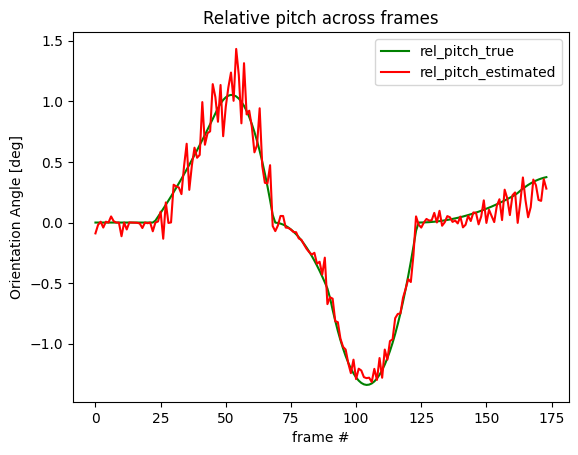 Relative pitch across frames
rel_pitch_true
rel_pitch_estimated
Orientation Angle [deg]
1.5
1.0
0.5
0.0
−0.5
−1.0
0
25
50
75
100
125
150
175
frame #